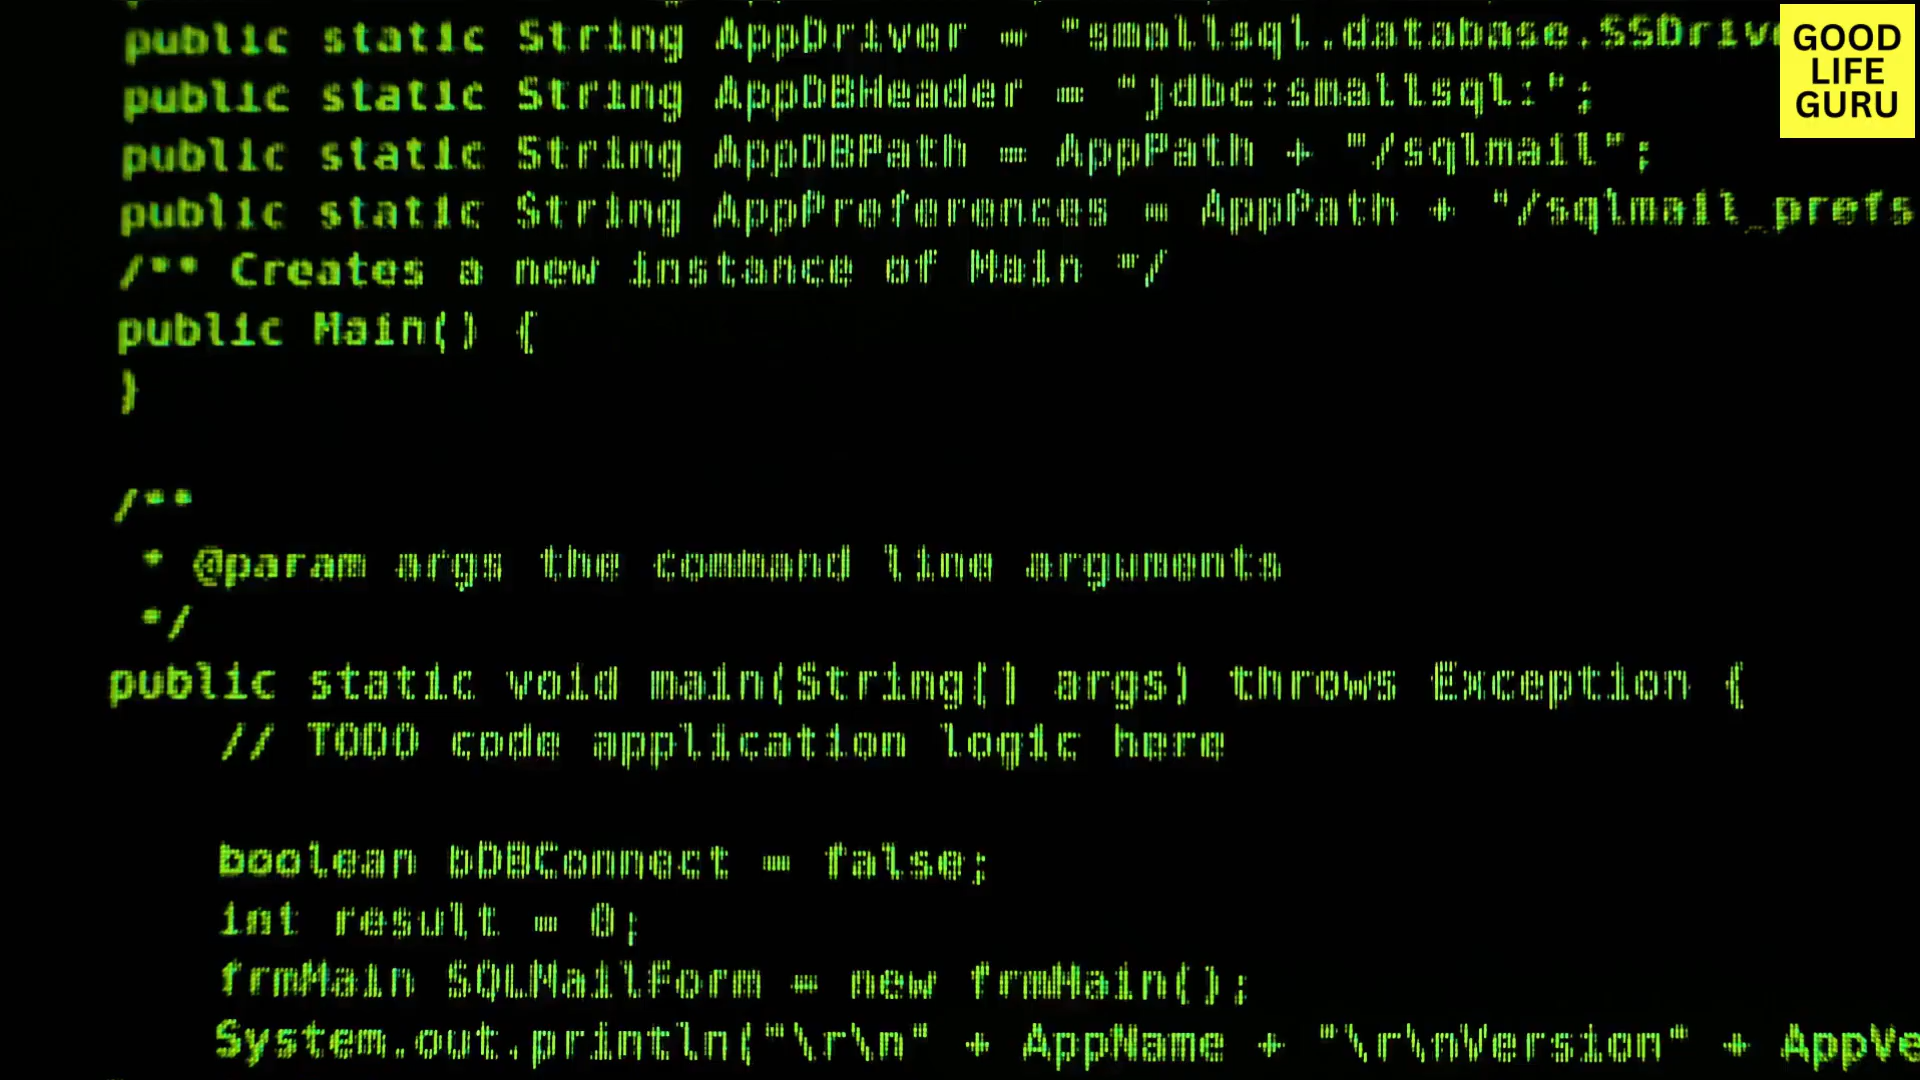 public static String AppDriver = "smallsql.database.SSDrive
public static String AppDBHeader = "jdbc:smallsql:";
public static String AppDBPath = AppPath + "/sqlmail";
public static String AppPreferences = AppPath + "/sqlmail_prefs
/** Creates a new instance of Main */
public Main() {
}
/**
* @param args the command line arguments
*/
public static void main(String[] args) throws Exception {
// TODO code application logic here
boolean bDBConnect = false;
int result = 0;
frmMain SQLMailForm = new frmMain();
System.out.println("\r\n" + AppName + "\r\nVersion" + AppVe
GOOD
LIFE
GURU